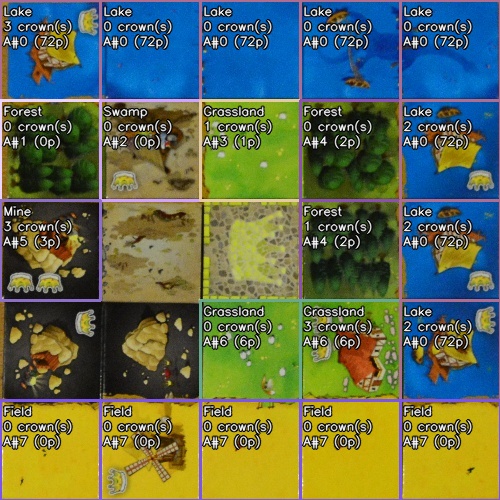 Lake
3 crown(s)
A#0 (72p)
Lake
0 crown(s)
A#0 (72p)
Lake
0 crown(s)
A#0 (72p)
Lake
0 crown(s)
A#0 (72p)
Lake
0 crown(s)
A#0 (72p)
Forest
0 crown(s)
A#1 (0p)
Swamp
0 crown(s)
A#2 (0p)
Grassland
1 crown(s)
A#3 (1p)
Forest
0 crown(s)
A#4 (2p)
Lake
2 crown(s)
A#0 (72p)
Mine
3 crown(s)
A#5 (3p)
Forest
1 crown(s)
A#4 (2p)
Lake
2 crown(s)
A#0 (72p)
Grassland
0 crown(s)
A#6 (6p)
Grassland
3 crown(s)
A#6 (6p)
Lake
2 crown(s)
A#0 (72p)
Field
0 crown(s)
A#7 (0p)
Field
0 crown(s)
A#7 (0p)
Field
0 crown(s)
A#7 (0p)
Field
0 crown(s)
A#7 (0p)
Field
0 crown(s)
A#7 (0p)